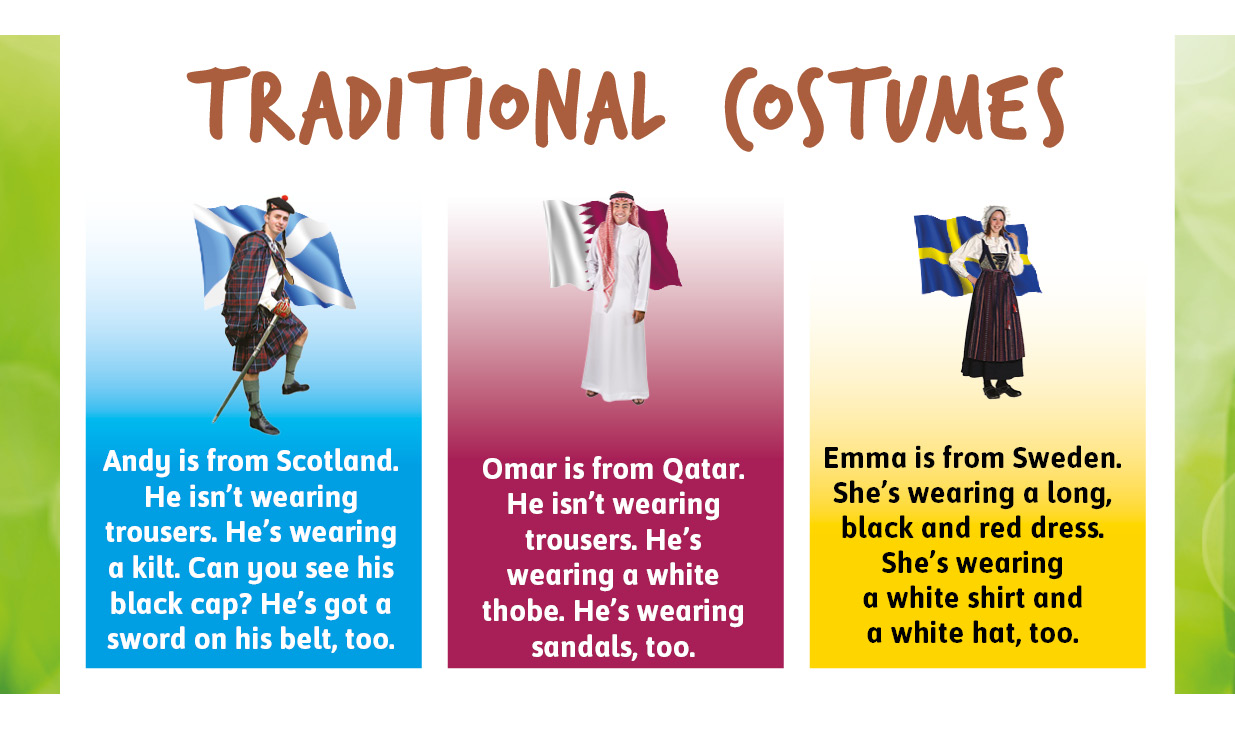 TRADITIONAL COSTUMES
Andy is from Scotland.
He isn't wearing
trousers. He's wearing
a kilt. Can you see his
black cap? He's got a
sword on his belt, too.
Omar is from Qatar.
He isn't wearing
trousers. He's
wearing a white
thobe. He's wearing
sandals, too.
Emma is from Sweden.
She's wearing a long,
black and red dress.
She's wearing
a white shirt and
a white hat, too.